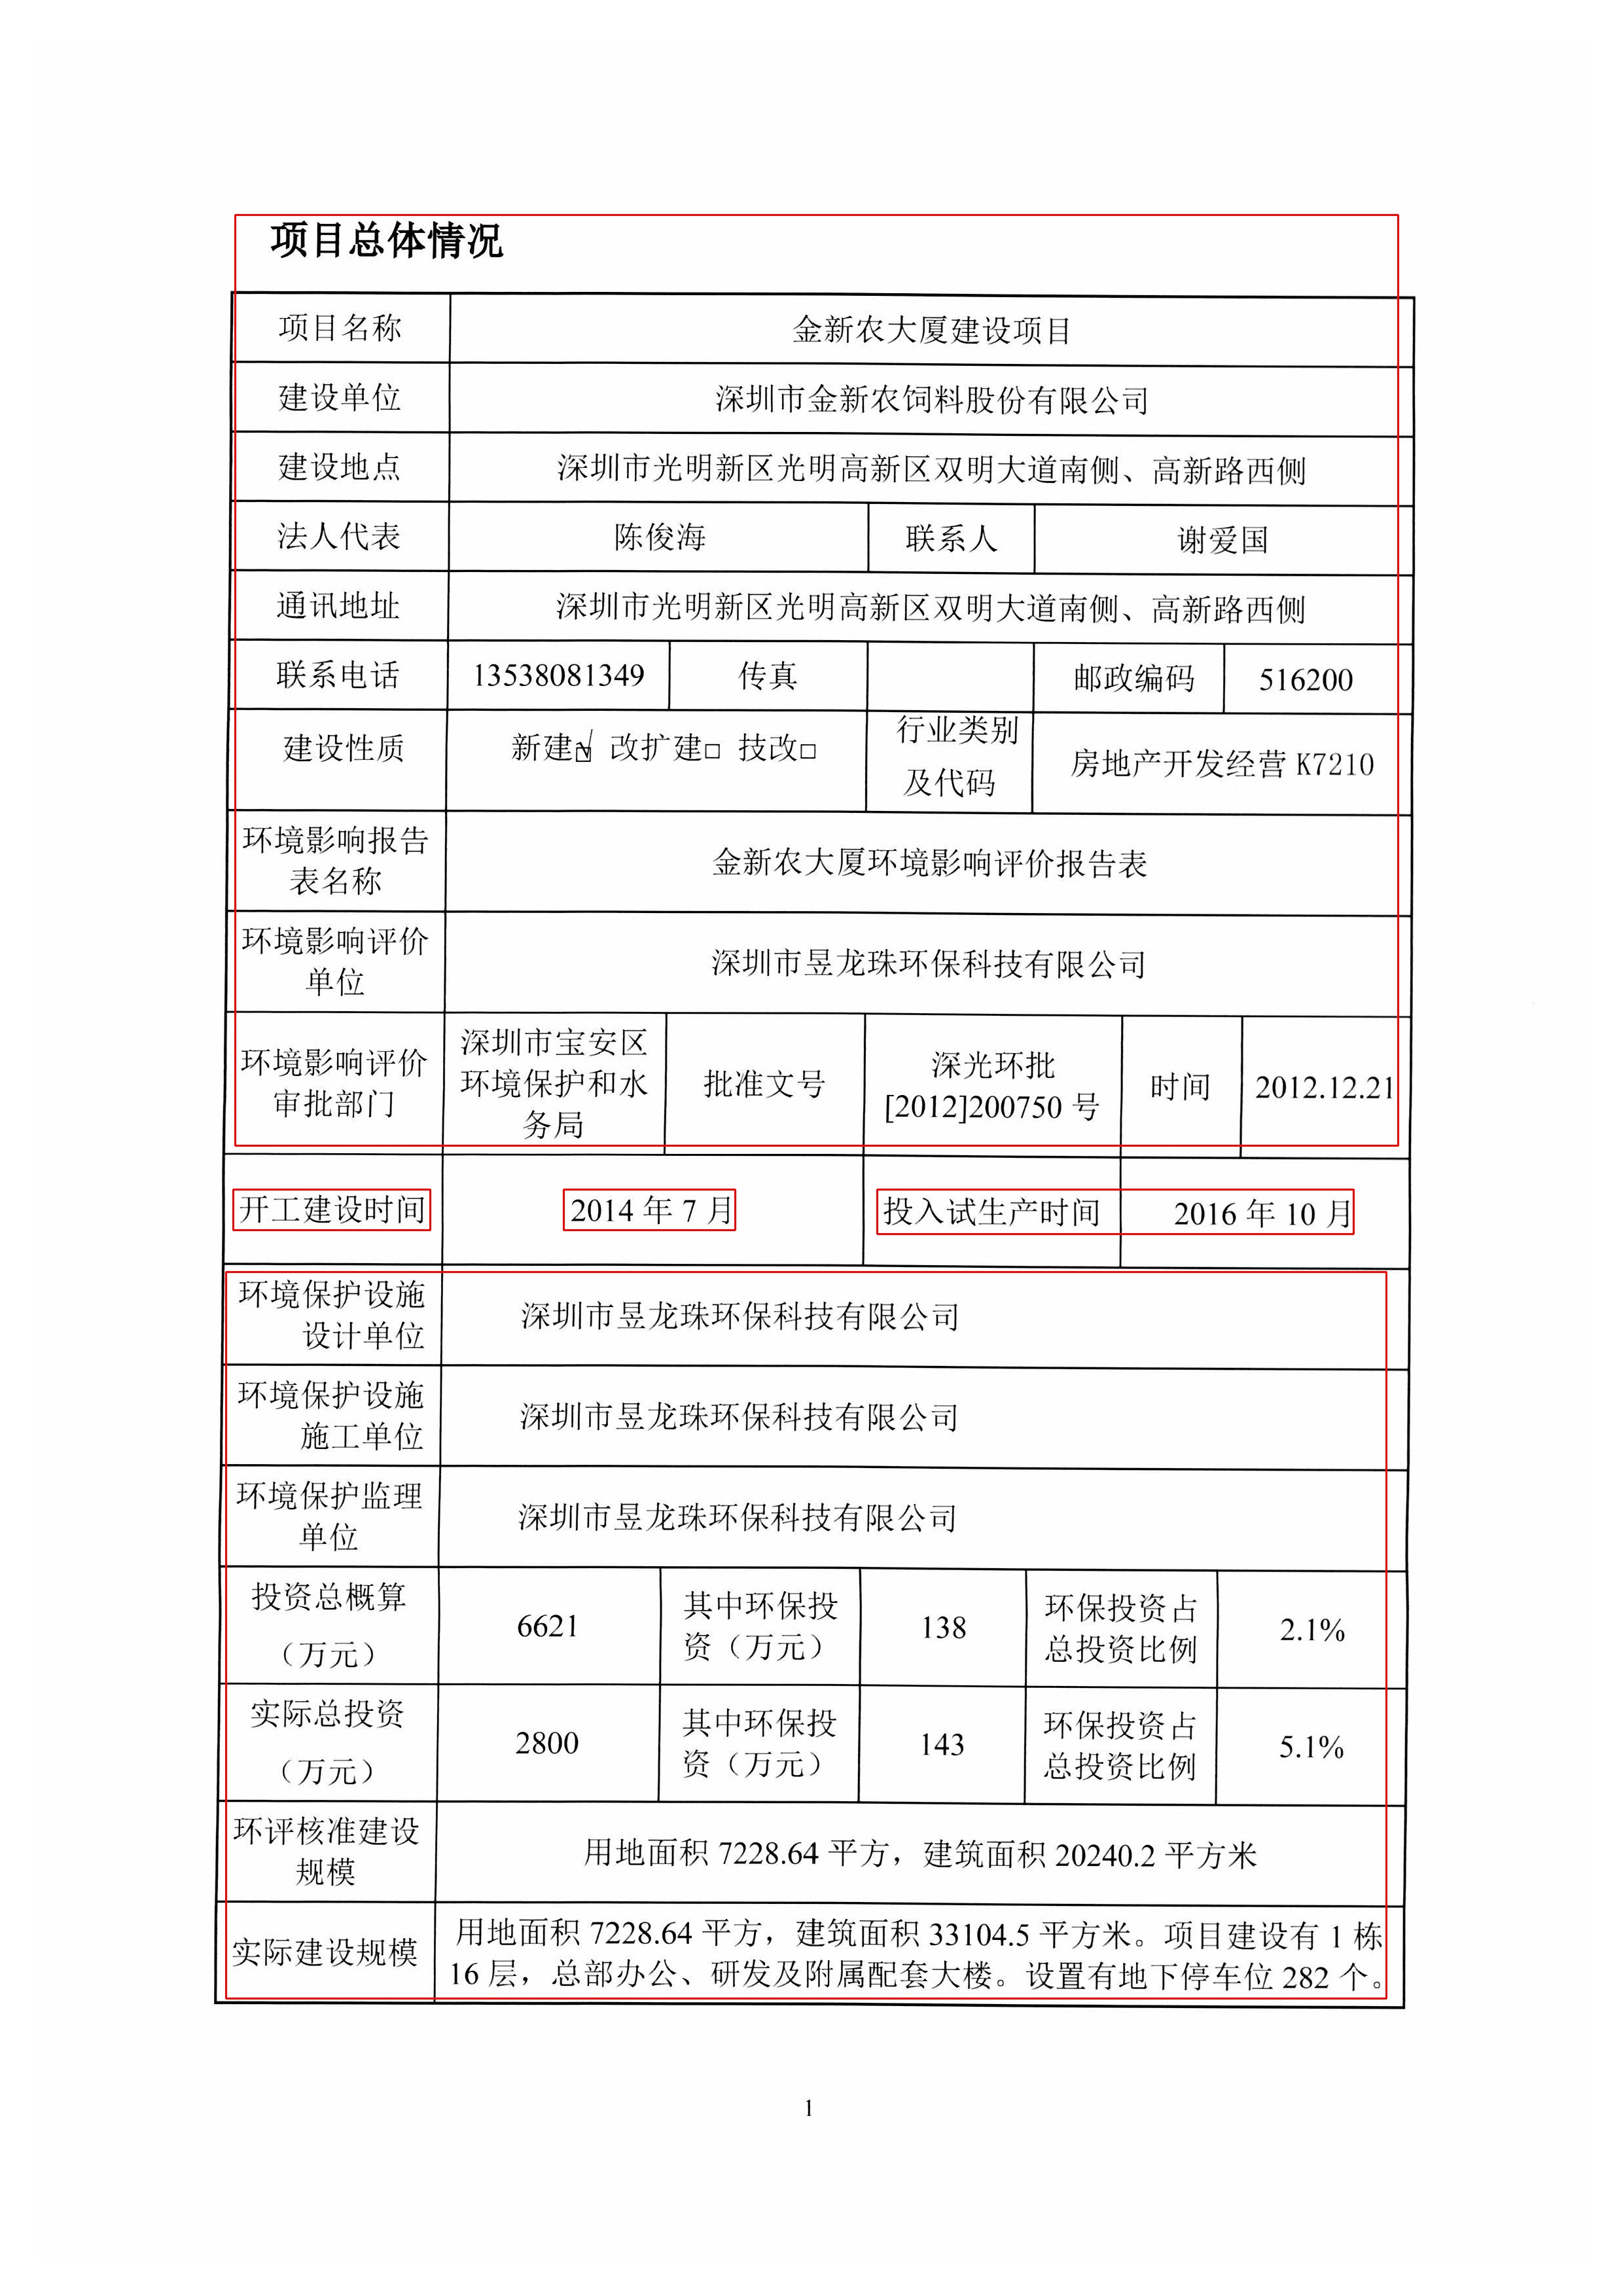 项目总体情况
项目名称 金新农大厦建设项目
建设单位 深圳市金新农饲料股份有限公司
建设地点 深圳市光明新区光明高新区双明大道南侧、高新路西侧
法人代表 陈俊海 联系人 谢爱国
通讯地址 深圳市光明新区光明高新区双明大道南侧、高新路西侧
联系电话 13538081349 传真 邮政编码 516200
建设性质 新建☑ 改扩建□ 技改□
行业类别
及代码
房地产开发经营 K7210
环境影响报告
表名称
金新农大厦环境影响评价报告表
环境影响评价
单位
深圳市昱龙珠环保科技有限公司
环境影响评价
审批部门
深圳市宝安区
环境保护和水
务局
批准文号
深光环批
[2012]200750 号
时间 2012.12.21
开工建设时间 2014 年 7 月 投入试生产时间 2016 年 10 月
环境保护设施
设计单位
深圳市昱龙珠环保科技有限公司
环境保护设施
施工单位
深圳市昱龙珠环保科技有限公司
环境保护监理
单位
深圳市昱龙珠环保科技有限公司
投资总概算
（万元）
6621
其中环保投
资（万元）
138
环保投资占
总投资比例
2.1%
实际总投资
（万元）
2800
其中环保投
资（万元）
143
环保投资占
总投资比例
5.1%
环评核准建设
规模
用地面积 7228.64 平方，建筑面积 20240.2 平方米
实际建设规模
用地面积 7228.64 平方，建筑面积 33104.5 平方米。项目建设有 1 栋
16 层，总部办公、研发及附属配套大楼。设置有地下停车位 282 个。
1